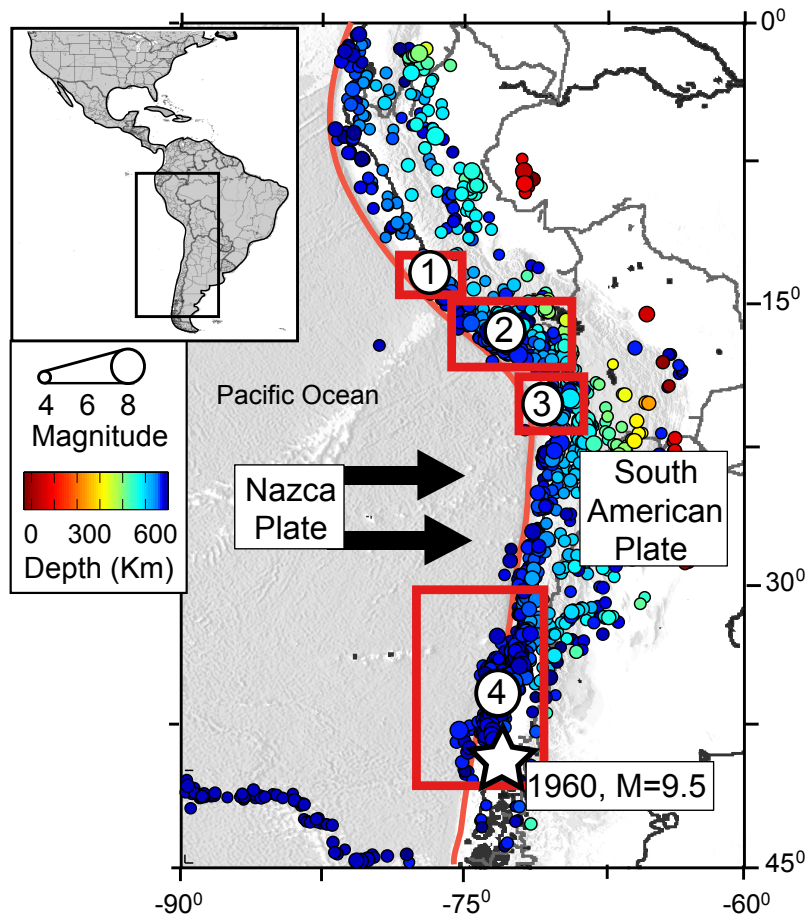 0⁰
1
-15⁰
2
4 6 8
Magnitude
Pacific Ocean
3
0 300 600
Depth (Km)
Nazca
Plate
South
American
Plate
-30⁰
4
1960, M=9.5
-45⁰
-90⁰
-75⁰
-60⁰